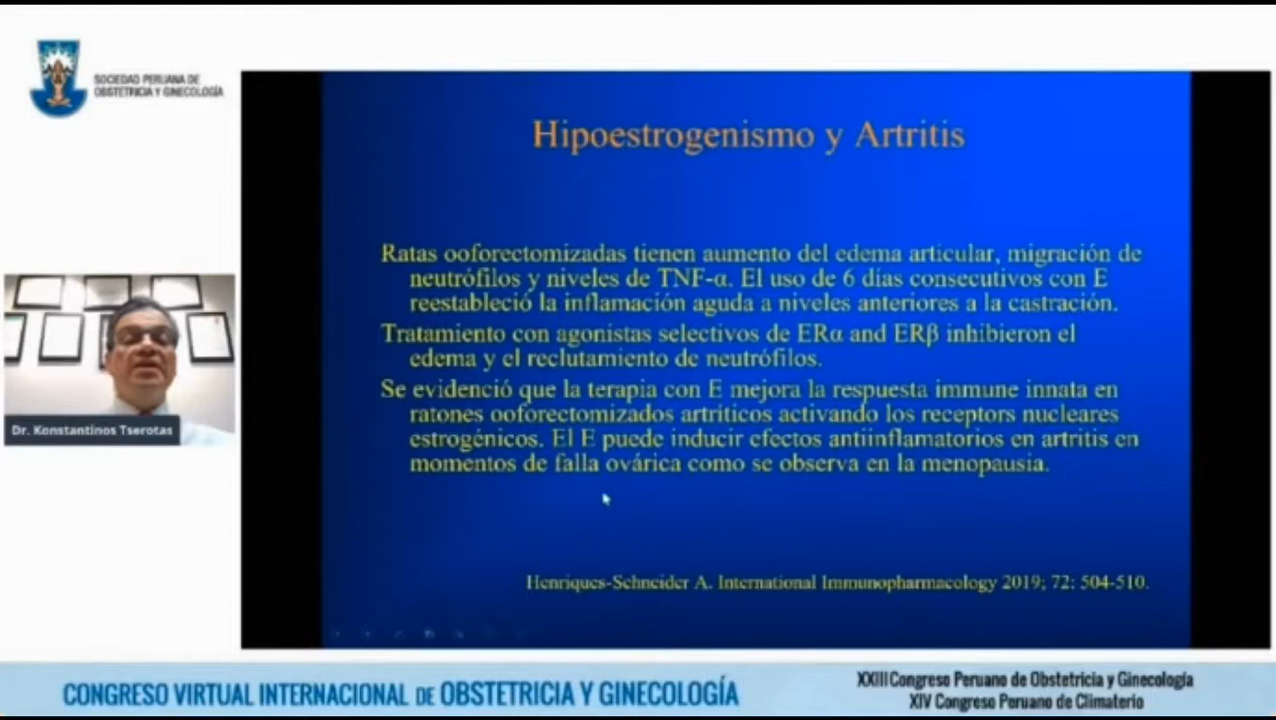 SOCIEDAD PERUANA DE
OBSTETRICIA Y GINECOLOGÍA
Hipoestrogenismo y Artritis
Ratas ooforectomizadas tienen aumento del edema articular, migración de
neutrófilos y niveles de TNF-α. El uso de 6 días consecutivos con E
reestableció la inflamación aguda a niveles anteriores a la castración.
Tratamiento con agonistas selectivos de ERα and ERβ inhibieron el
edema y el reclutamiento de neutrófilos.
Se evidenció que la terapia con E mejora la respuesta immune innata en
ratones ooforectomizados artríticos activando los receptors nucleares
estrogénicos. El E puede inducir efectos antiinflamatorios en artritis en
momentos de falla ovárica como se observa en la menopausia.
Henriques-Schneider A. International Immunopharmacology 2019; 72: 504-510.
Dr. Konstantinos Tserotas
CONGRESO VIRTUAL INTERNACIONAL DE OBSTETRICIA Y GINECOLOGÍA
XXIII Congreso Peruano de Obstetricia y Ginecología
XIV Congreso Peruano de Climaterio